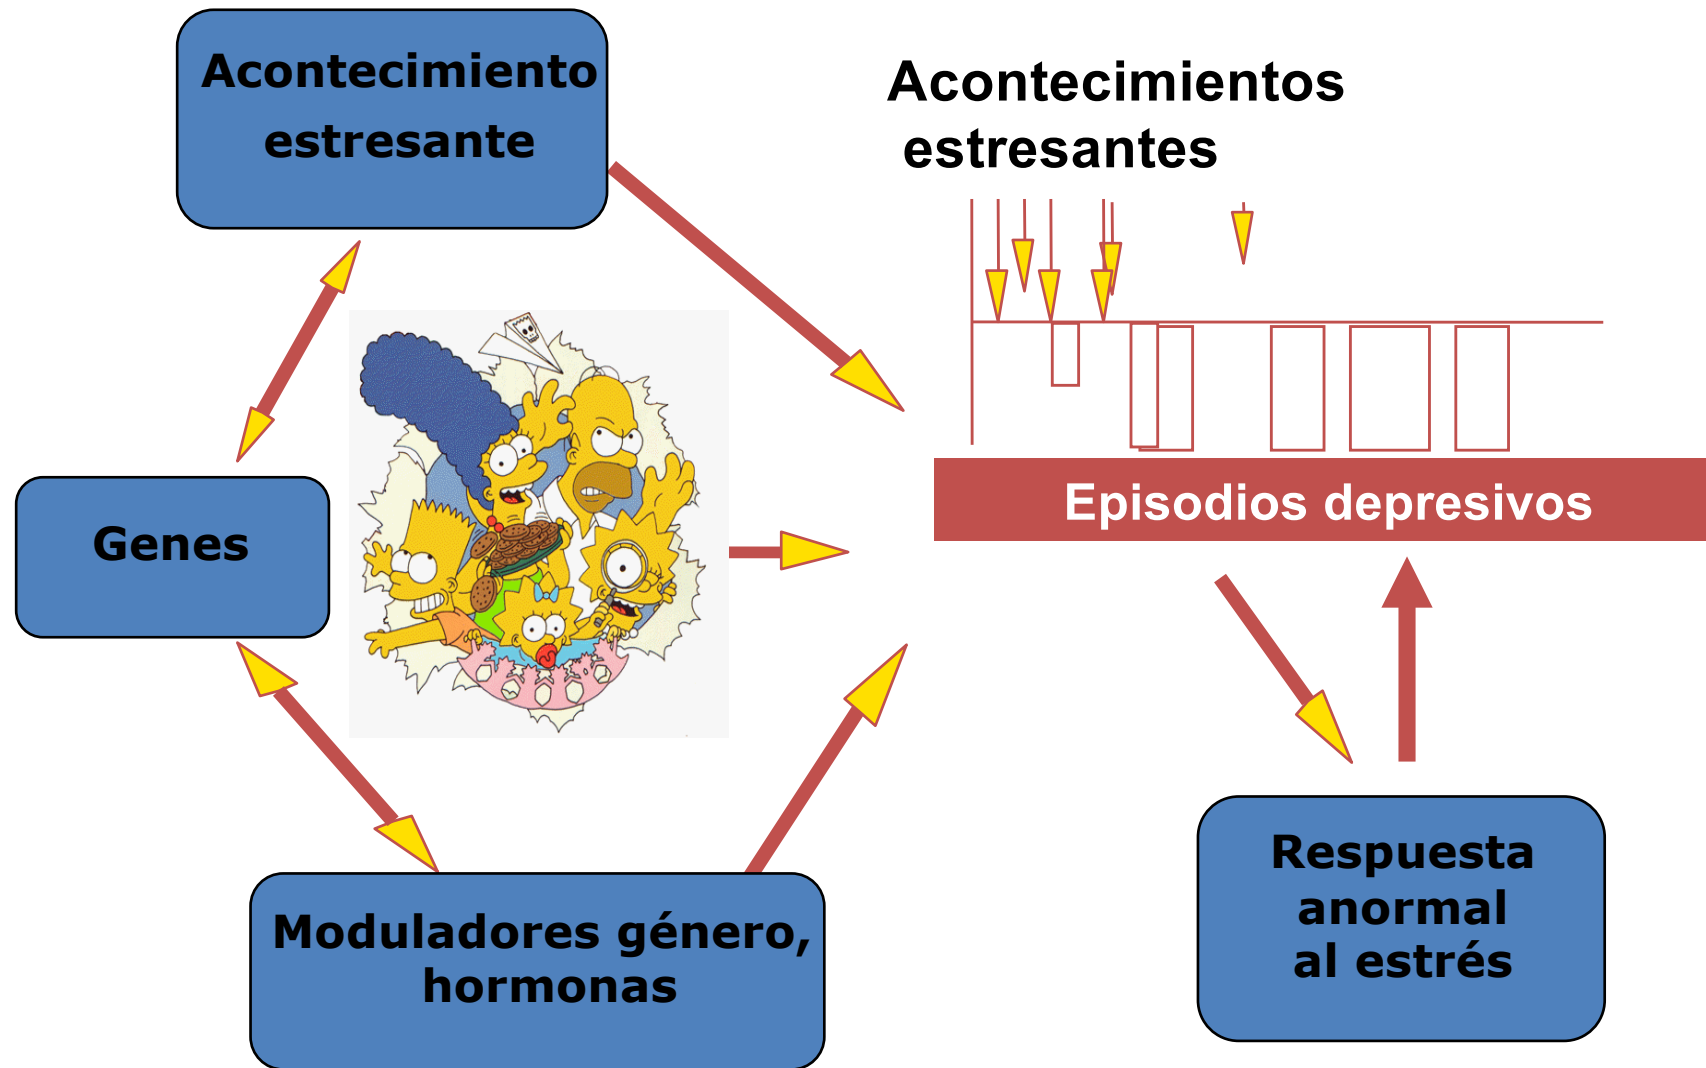 Acontecimiento
estresante
Acontecimientos
estresantes
Genes
Episodios depresivos
Moduladores género,
hormonas
Respuesta
anormal
al estrés